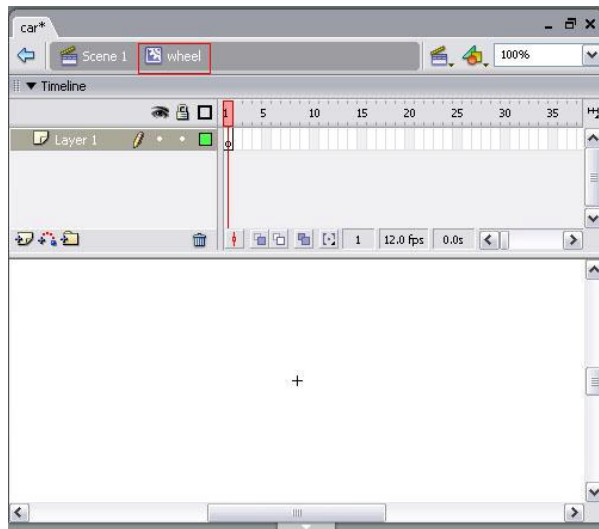 car*
Scene 1 wheel 100%
Timeline
1 5 10 15 20 25 30 35
Layer 1
1 12.0 fps 0.0s